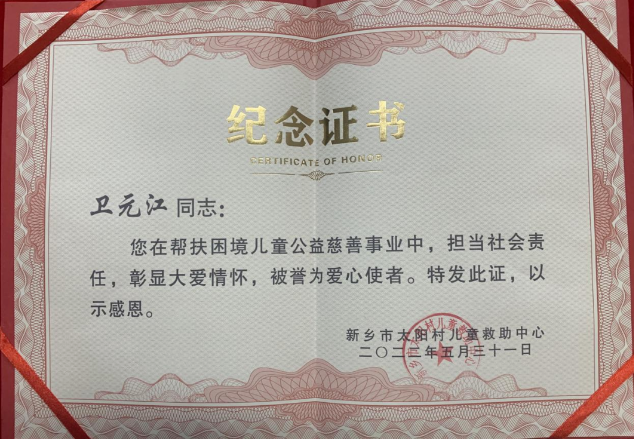 纪念证书
CERTIFICATE OF HONOR
卫元江 同志：
您在帮扶困境儿童公益慈善事业中，担当社会责
任，彰显大爱情怀，被誉为爱心使者。特发此证，以
示感恩。
新乡市太阳村儿童救助中心
二〇二二年五月三十一日